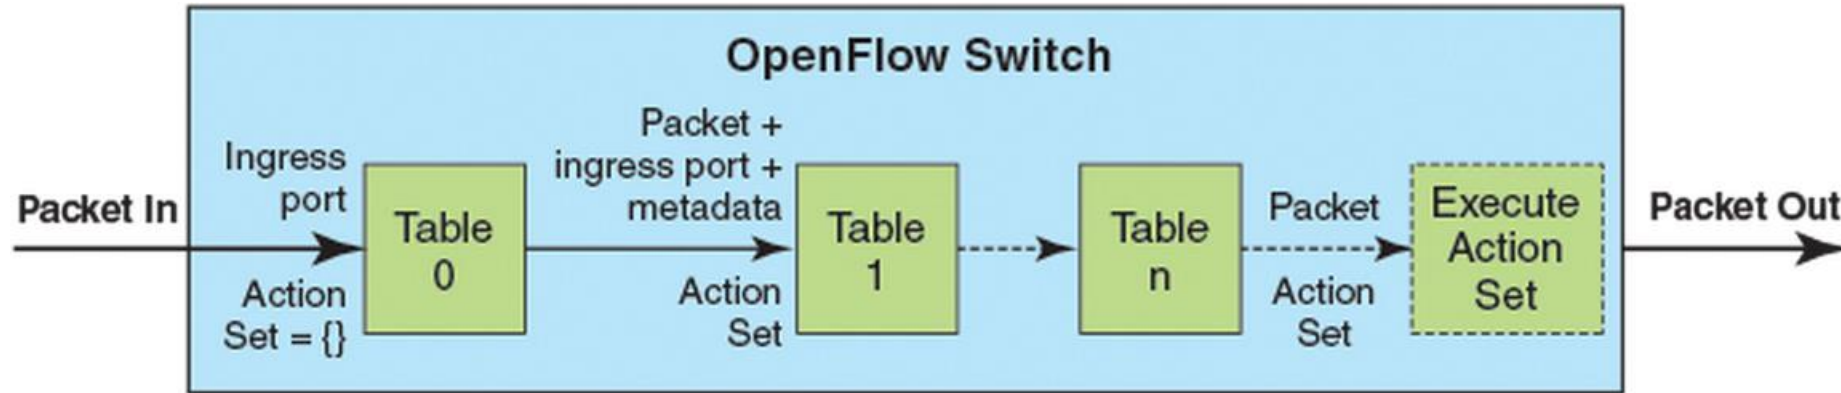 OpenFlow Switch
Packet In
Ingress
port
Action
Set = {}
Table
0
Packet +
ingress port +
metadata
Action
Set
Table
1
Table
n
Packet
Action
Set
Execute
Action
Set
Packet Out